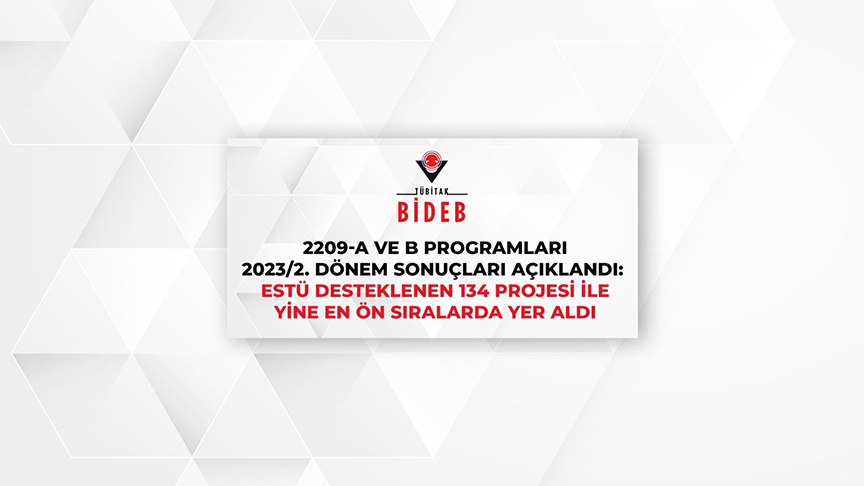 TÜBİTAK
BİDEB
2209-A VE B PROGRAMLARI
2023/2. DÖNEM SONUÇLARI AÇIKLANDI:
ESTÜ DESTEKLENEN 134 PROJESİ İLE
YİNE EN ÖN SIRALARDA YER ALDI